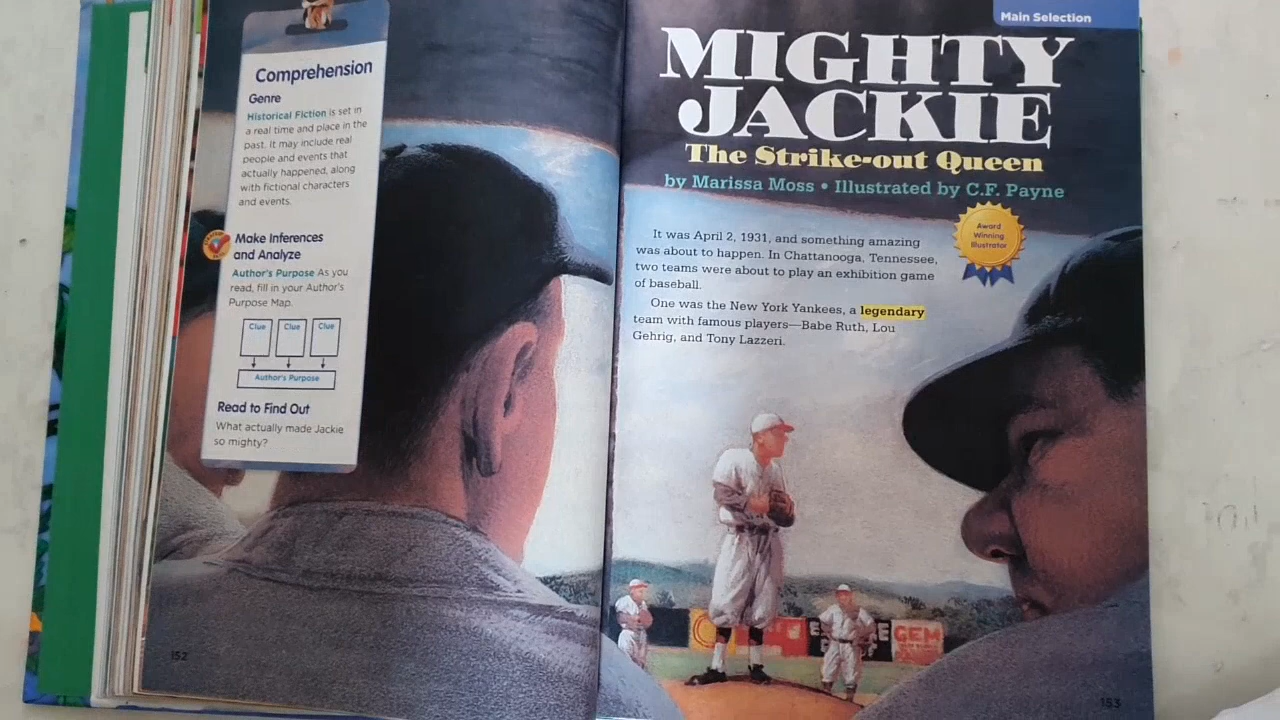 Comprehension
Genre
Historical Fiction is set in
a real time and place in the
past. It may include real
people and events that
actually happened, along
with fictional characters
and events.
Make Inferences
and Analyze
Author's Purpose As you
read, fill in your Author's
Purpose Map.
Clue Clue Clue
Author's Purpose
Read to Find Out
What actually made Jackie
so mighty?
152
Main Selection
MIGHTY
JACKIE
The Strike-out Queen
by Marissa Moss • Illustrated by C.F. Payne
Award
Winning
Illustrator
It was April 2, 1931, and something amazing
was about to happen. In Chattanooga, Tennessee,
two teams were about to play an exhibition game
of baseball.
One was the New York Yankees, a legendary
team with famous players—Babe Ruth, Lou
Gehrig, and Tony Lazzeri.
GEM
153